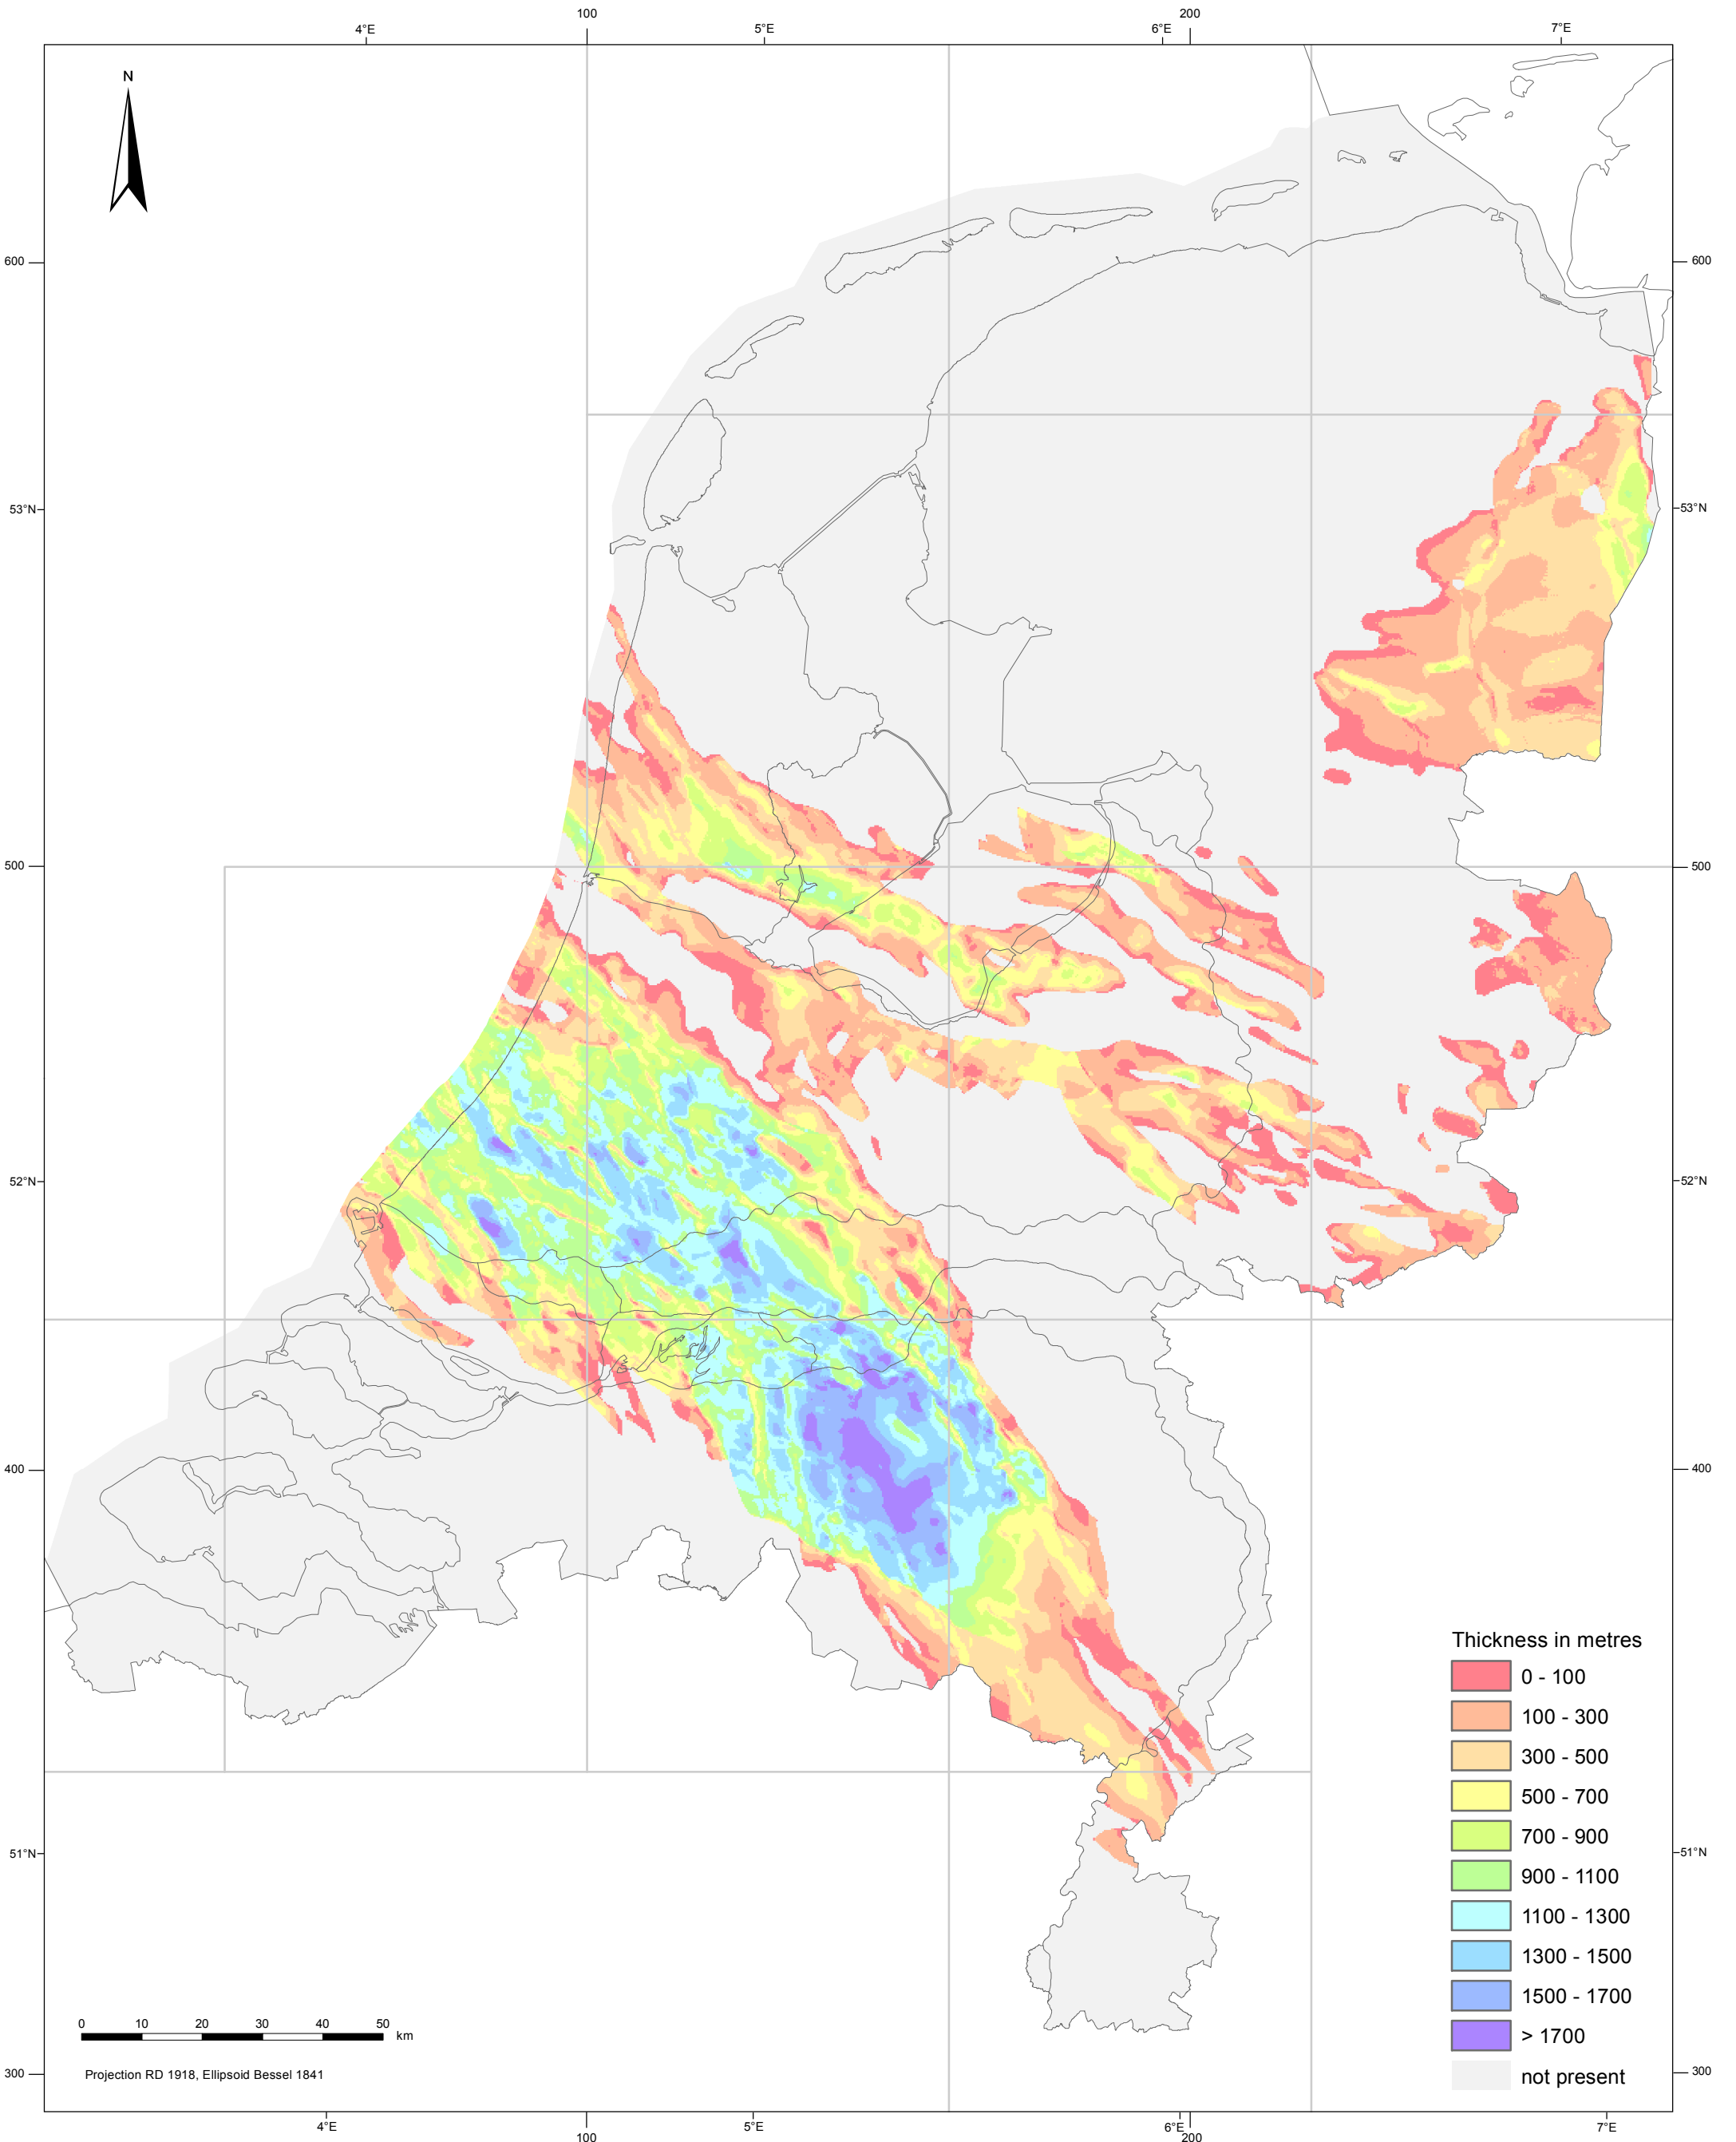 100
200
4°E
5°E
6°E
7°E
N
600
600
53°N
53°N
500
500
52°N
52°N
400
400
Thickness in metres
0 - 100
100 - 300
300 - 500
500 - 700
700 - 900
900 - 1100
1100 - 1300
1300 - 1500
1500 - 1700
> 1700
not present
51°N
51°N
0 10 20 30 40 50
km
Projection RD 1918, Ellipsoid Bessel 1841
300
300
4°E
5°E
6°E
7°E
100
200